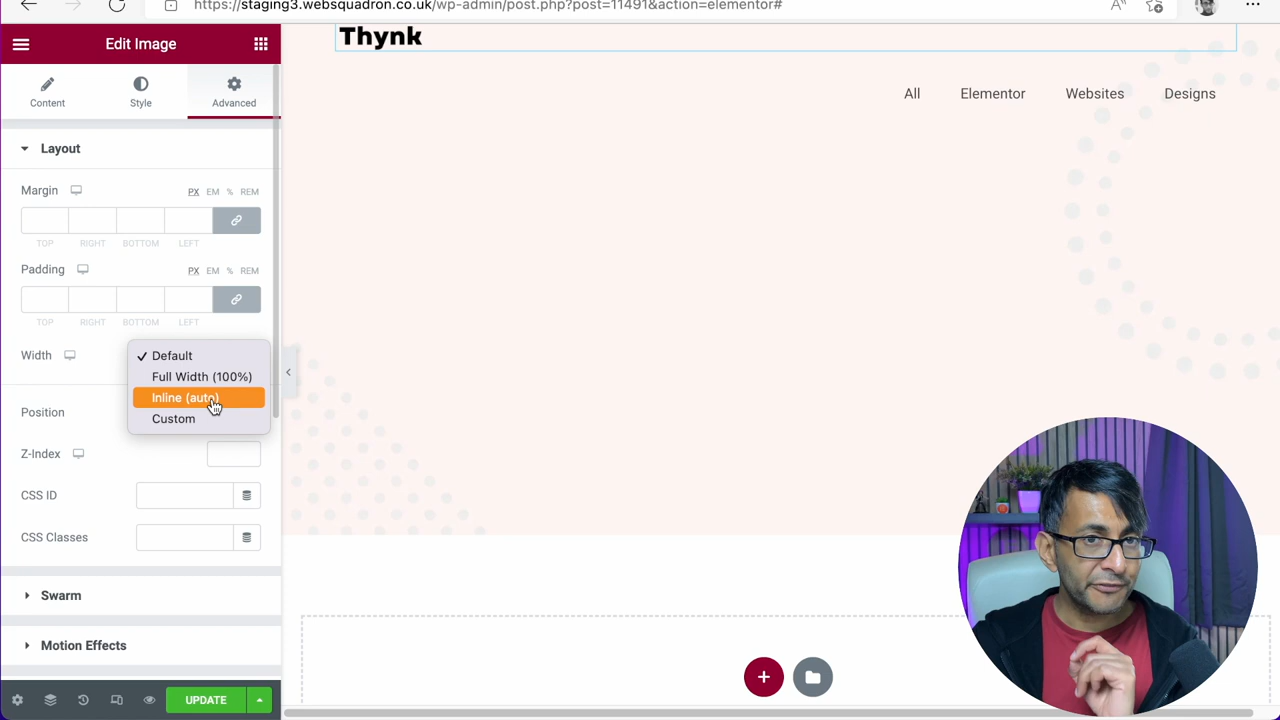 https://staging3.websquadron.co.uk/wp-admin/post.php?post=11491&action=elementor#
Edit Image
Content
Style
Advanced
Layout
Margin
PX EM % REM
TOP RIGHT BOTTOM LEFT
Padding
PX EM % REM
TOP RIGHT BOTTOM LEFT
Width
✓ Default
Full Width (100%)
Inline (auto)
Custom
Position
Z-Index
CSS ID
CSS Classes
Swarm
Motion Effects
UPDATE
Thynk
All Elementor Websites Designs